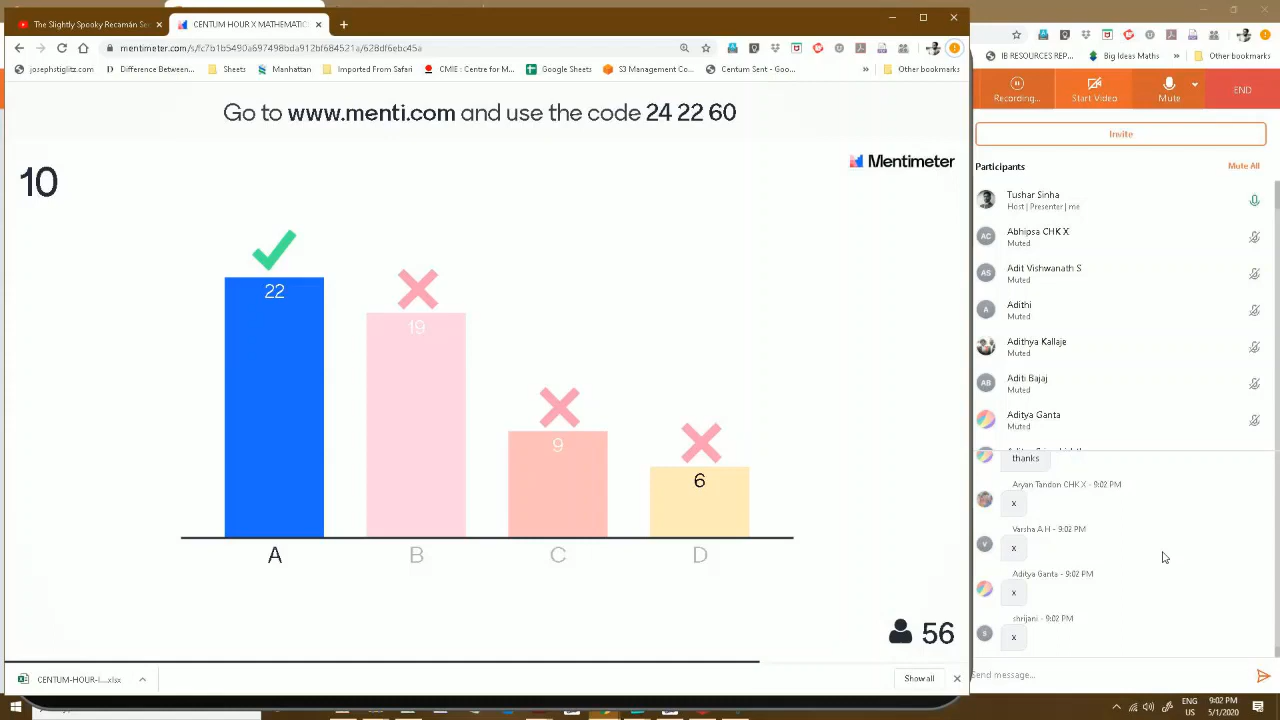 The Slightly Spooky Recamán Se
CENTUM HOUR X MATHEMATIC
mentimeter.com/s/fc7b1b5490a80
98bda912bf684521a/628df6ebc45a
josephstiglitz.com
Difference Between...
Sheets
Manhattan
Imported From Safari
CMIE : Centre for M...
Google Sheets
S3 Management Co...
Centum Sent - Goo...
»
Other bookmarks
IB RESOURCES REP...
Big Ideas Maths
»
Other bookmarks
Go to www.menti.com and use the code 24 22 60
10
Mentimeter
22
19
9
6
A
B
C
D
56
CENTUM-HOUR-I....xlsx
Show all
Recording...
Start Video
Mute
END
Invite
Participants
Mute All
Tushar Sinha
Host | Presenter | me
AC
Abhipsa CHK X
Muted
AS
Adit Vishwanath S
Muted
A
Adithi
Muted
Adithya Kallaje
Muted
AB
Aditi Bajaj
Muted
Aditya Ganta
Muted
thanks
Aryan Tandon CHK X - 9:02 PM
x
Varsha A H - 9:02 PM
V
x
Aditya Ganta - 9:02 PM
x
shrijani - 9:02 PM
S
x
Send message...
ENG
US
9:02 PM
5/1/2020